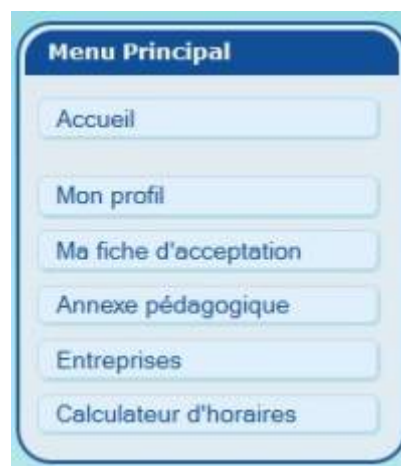 Menu Principal
Accueil
Mon profil
Ma fiche d'acceptation
Annexe pédagogique
Entreprises
Calculateur d'horaires